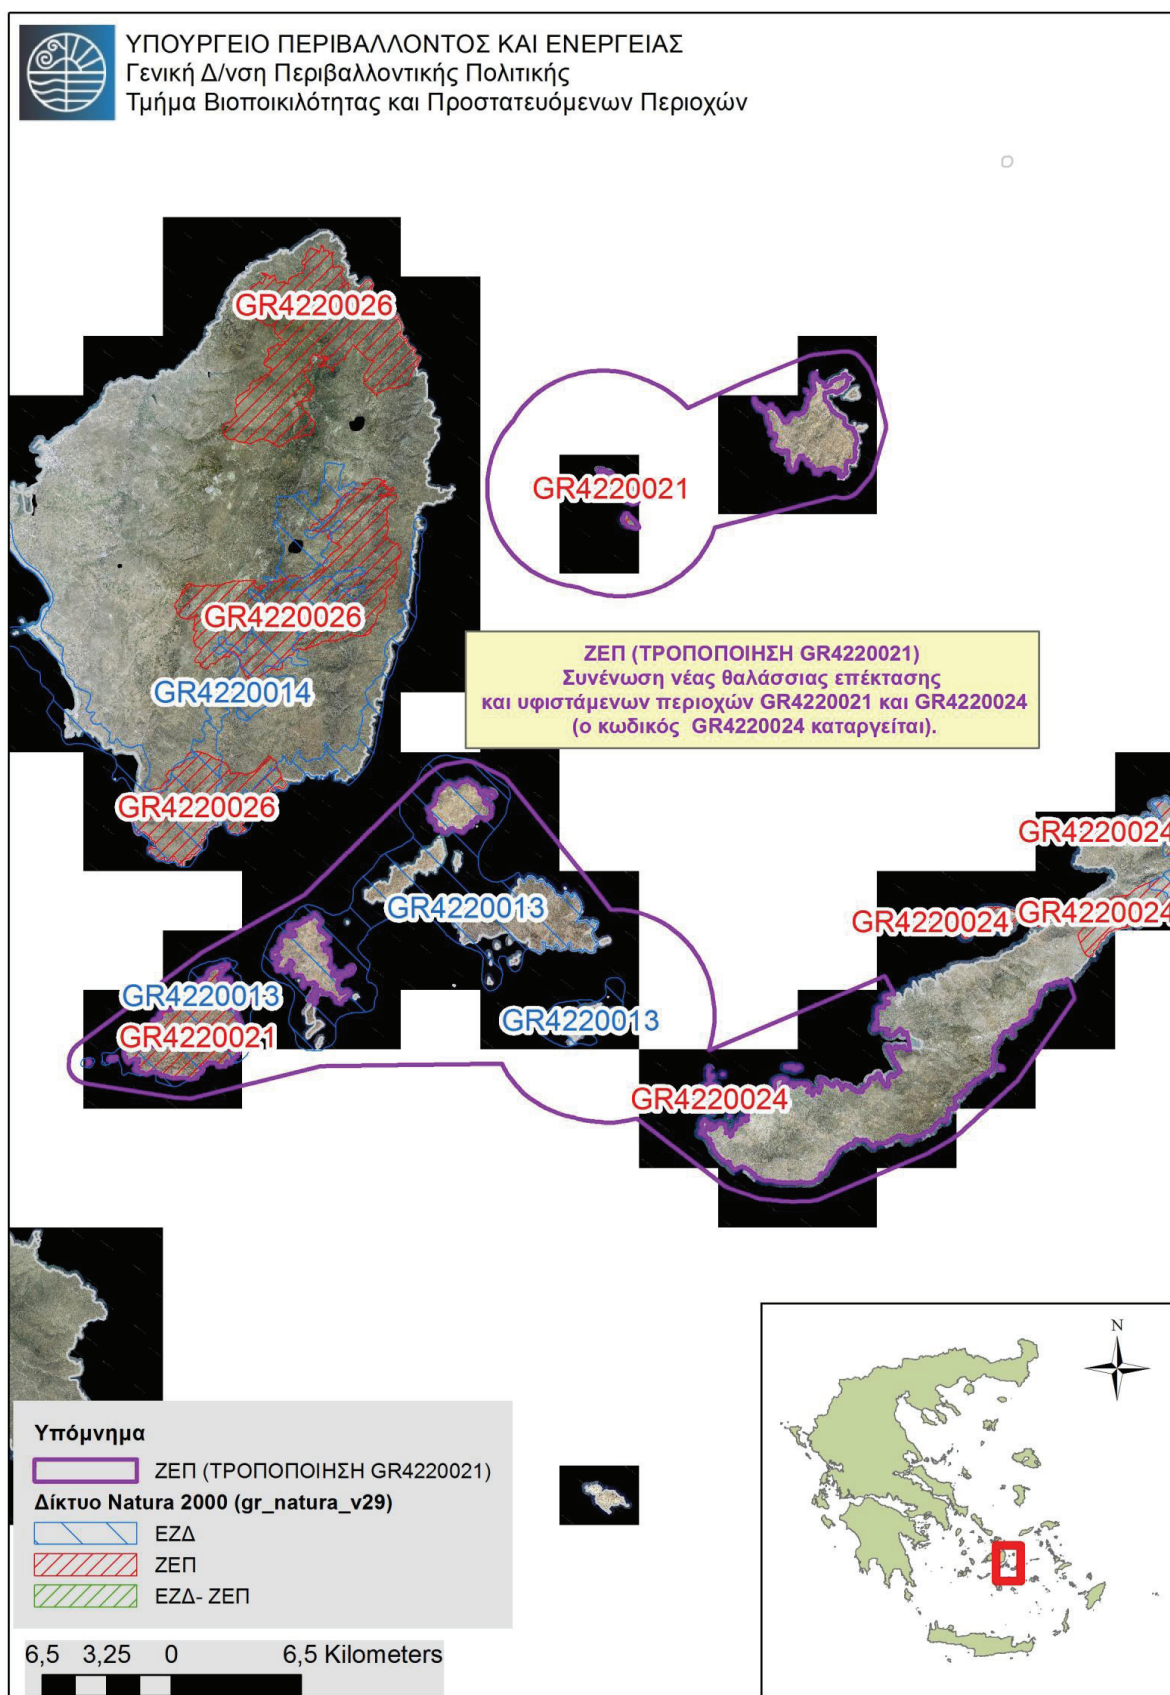 ΥΠΟΥΡΓΕΙΟ ΠΕΡΙΒΑΛΛΟΝΤΟΣ ΚΑΙ ΕΝΕΡΓΕΙΑΣ
Γενική Δ/νση Περιβαλλοντικής Πολιτικής
Τμήμα Βιοποικιλότητας και Προστατευόμενων Περιοχών
GR4220026
GR4220021
GR4220026
GR4220014
ΖΕΠ (ΤΡΟΠΟΠΟΙΗΣΗ GR4220021)
Συνένωση νέας θαλάσσιας επέκτασης
και υφιστάμενων περιοχών GR4220021 και GR4220024
(ο κωδικός GR4220024 καταργείται).
GR4220026
GR4220024
GR4220013
GR4220024
GR4220024
GR4220013
GR4220013
GR4220021
GR4220024
N
Υπόμνημα
ΖΕΠ (ΤΡΟΠΟΠΟΙΗΣΗ GR4220021)
Δίκτυο Natura 2000 (gr_natura_v29)
ΕΖΔ
ΖΕΠ
ΕΖΔ- ΖΕΠ
6,5 3,25 0 6,5 Kilometers